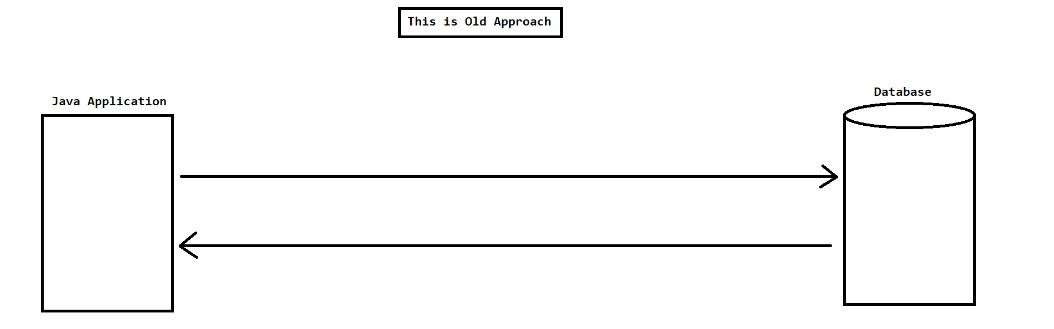 This is Old Approach
Java Application
Database